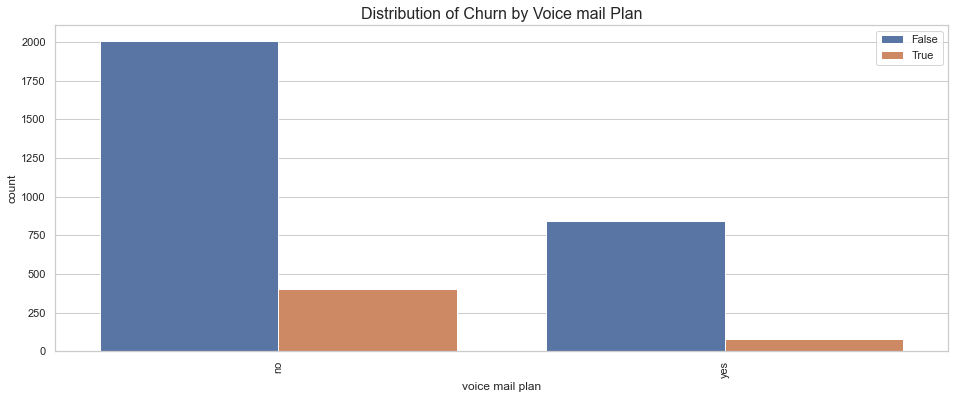 Distribution of Churn by Voice mail Plan
False
True
2000
1750
1500
1250
1000
750
500
250
0
count
no
yes
voice mail plan